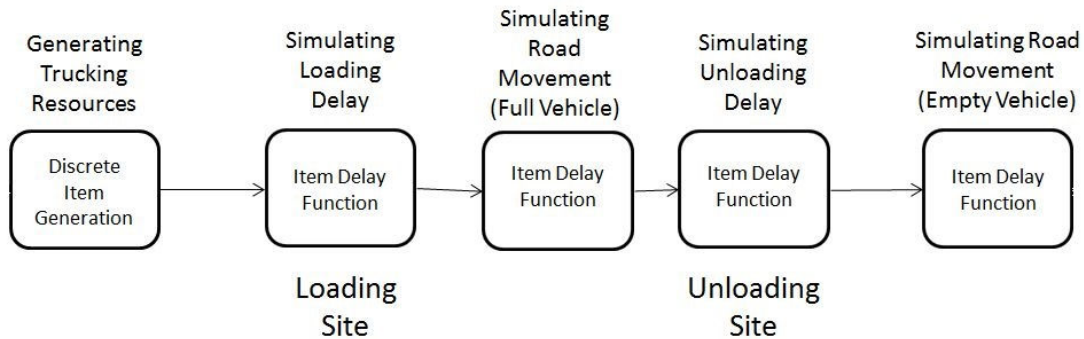 Generating
Trucking
Resources
Simulating
Loading
Delay
Simulating
Road
Movement
(Full Vehicle)
Simulating
Unloading
Delay
Simulating Road
Movement
(Empty Vehicle)
Discrete
Item
Generation
Item Delay
Function
Item Delay
Function
Item Delay
Function
Item Delay
Function
Loading
Site
Unloading
Site